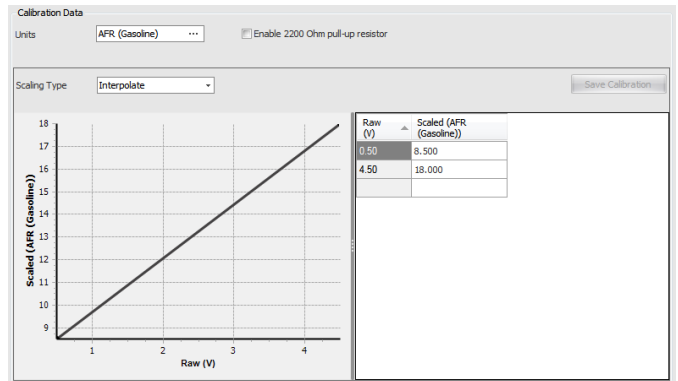 Calibration Data
Units
AFR (Gasoline) ...
Enable 2200 Ohm pull-up resistor
Scaling Type
Interpolate
Save Calibration
18
17
16
15
14
13
12
11
10
9
Scaled (AFR (Gasoline))
1 2 3 4
Raw (V)
Raw (V) Scaled (AFR (Gasoline))
0.50 8.500
4.50 18.000